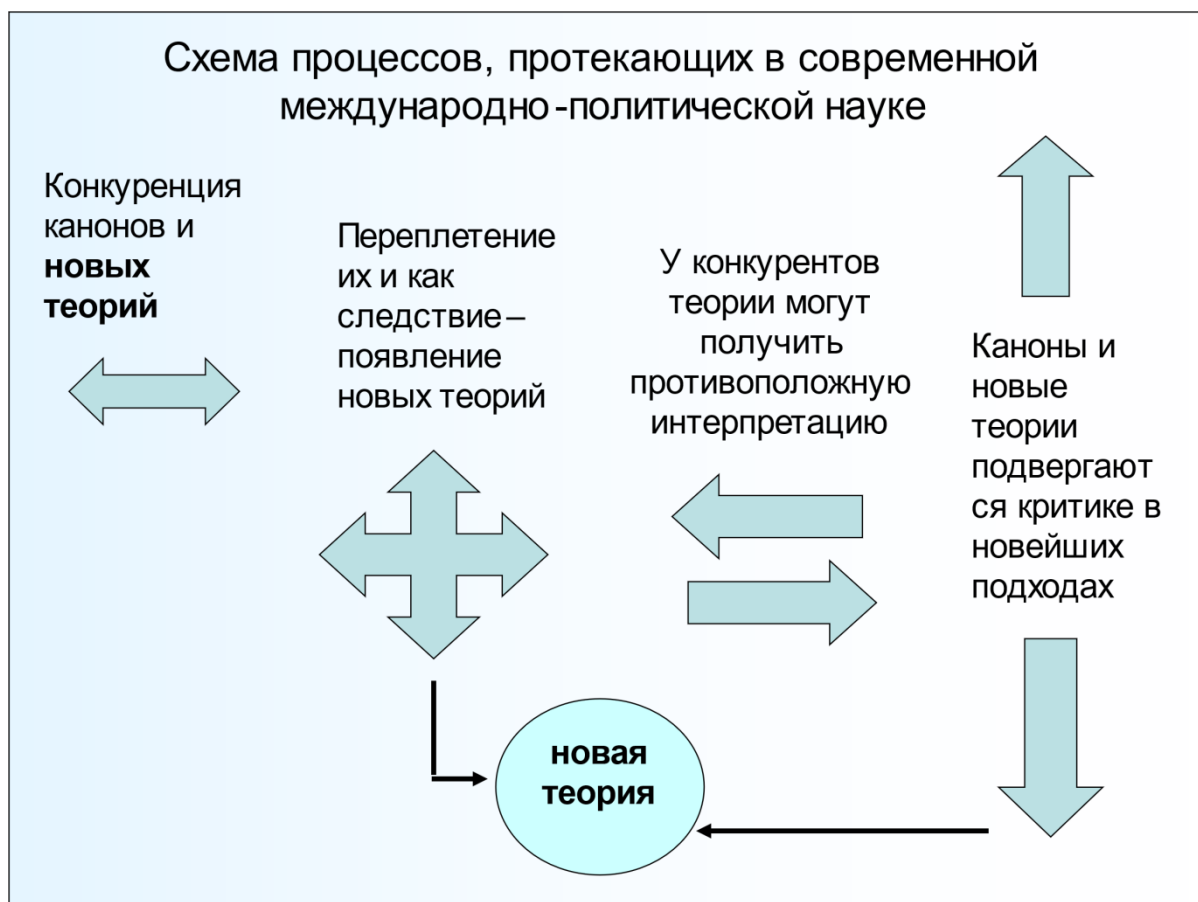 Схема процессов, протекающих в современной
международно-политической науке
Конкуренция
канонов и
новых
теорий
Переплетение
их и как
следствие –
появление
новых теорий
У конкурентов
теории могут
получить
противоположную
интерпретацию
Каноны и
новые
теории
подвергают
ся критике в
новейших
подходах
новая
теория